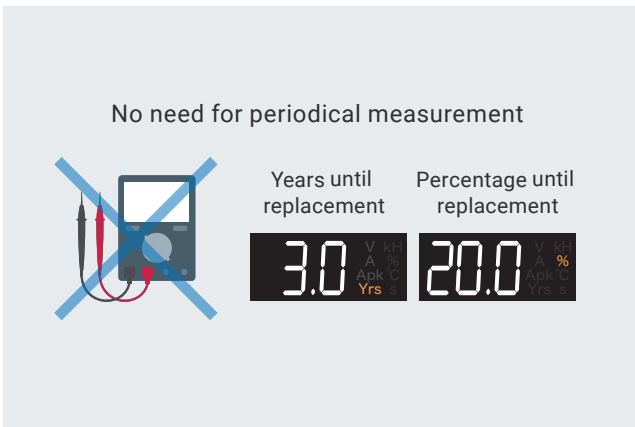 No need for periodical measurement
Years until
replacement
Percentage until
replacement
3.0
V kH
A %
Apk °C
Yrs s
20.0
V kH
A %
Apk °C
Yrs s